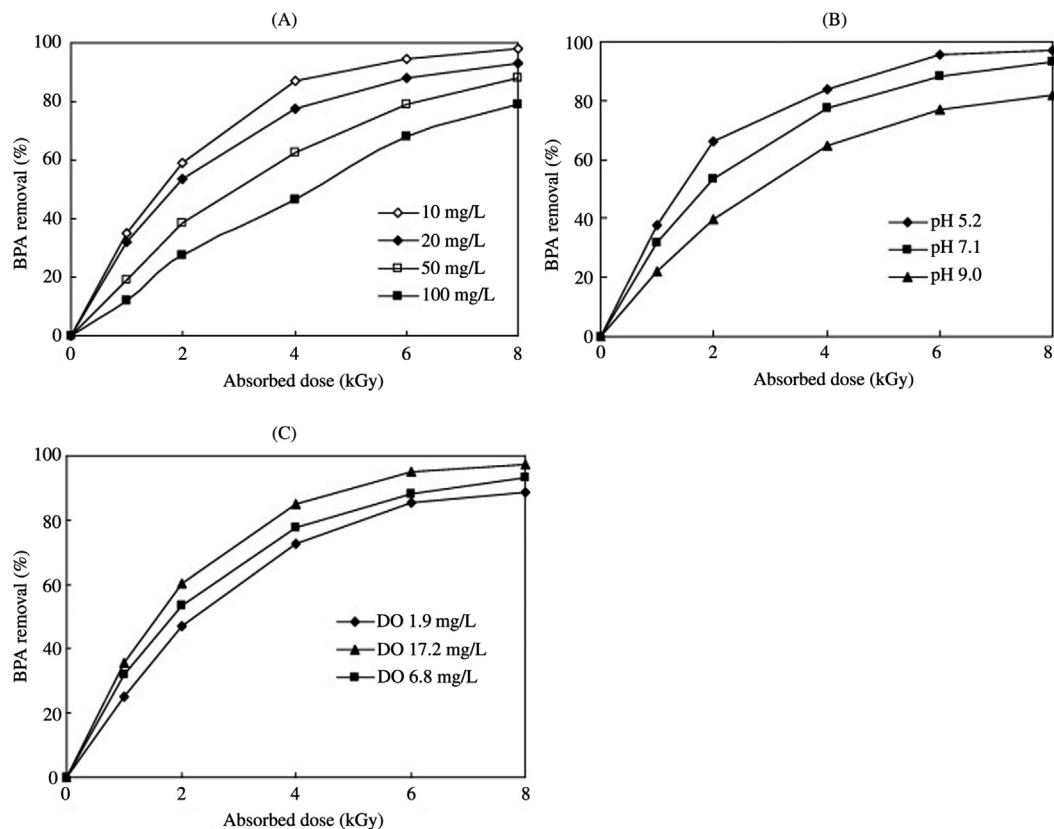 (A)
100
80
60
40
20
0
BPA removal (%)
10 mg/L
20 mg/L
50 mg/L
100 mg/L
0 2 4 6 8
Absorbed dose (kGy)
(B)
100
80
60
40
20
0
BPA removal (%)
pH 5.2
pH 7.1
pH 9.0
0 2 4 6 8
Absorbed dose (kGy)
(C)
100
80
60
40
20
0
BPA removal (%)
DO 1.9 mg/L
DO 17.2 mg/L
DO 6.8 mg/L
0 2 4 6 8
Absorbed dose (kGy)